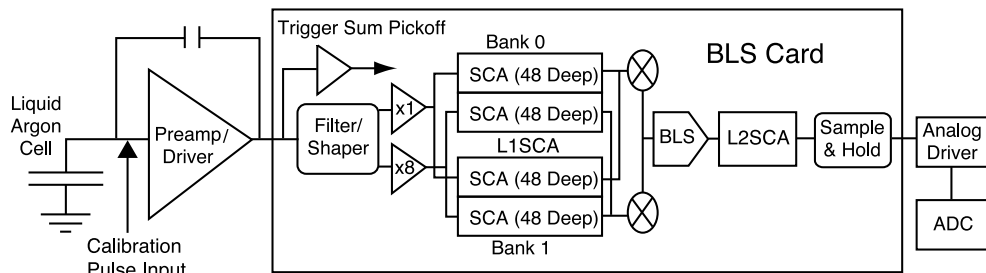 Trigger Sum Pickoff
Bank 0
BLS Card
SCA (48 Deep)
x1
SCA (48 Deep)
Liquid
Argon
Cell
Preamp/
Driver
Filter/
Shaper
L1SCA
BLS
L2SCA
Sample
& Hold
Analog
Driver
x8
SCA (48 Deep)
SCA (48 Deep)
Bank 1
ADC
Calibration
Pulse Input